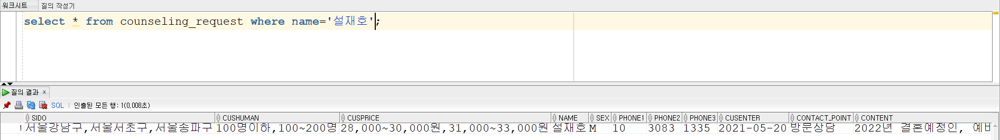 워크시트 질의 작성기
select * from counseling_request where name='설재호';
질의 결과 x
SQL | 인출된 모든 행: 1(0,008초)
SIDO CUSHUMAN CUSPRICE NAME SEX PHONE1 PHONE2 PHONE3 CUSENTER CONTACT_POINT CONTENT
1 서울강남구,서울서초구,서울송파구 100명이하,100~200명 28,000~30,000원,31,000~33,000원 설재호 M 10 3083 1335 2021-05-20 방문상담 2022년 결혼예정인, 예비